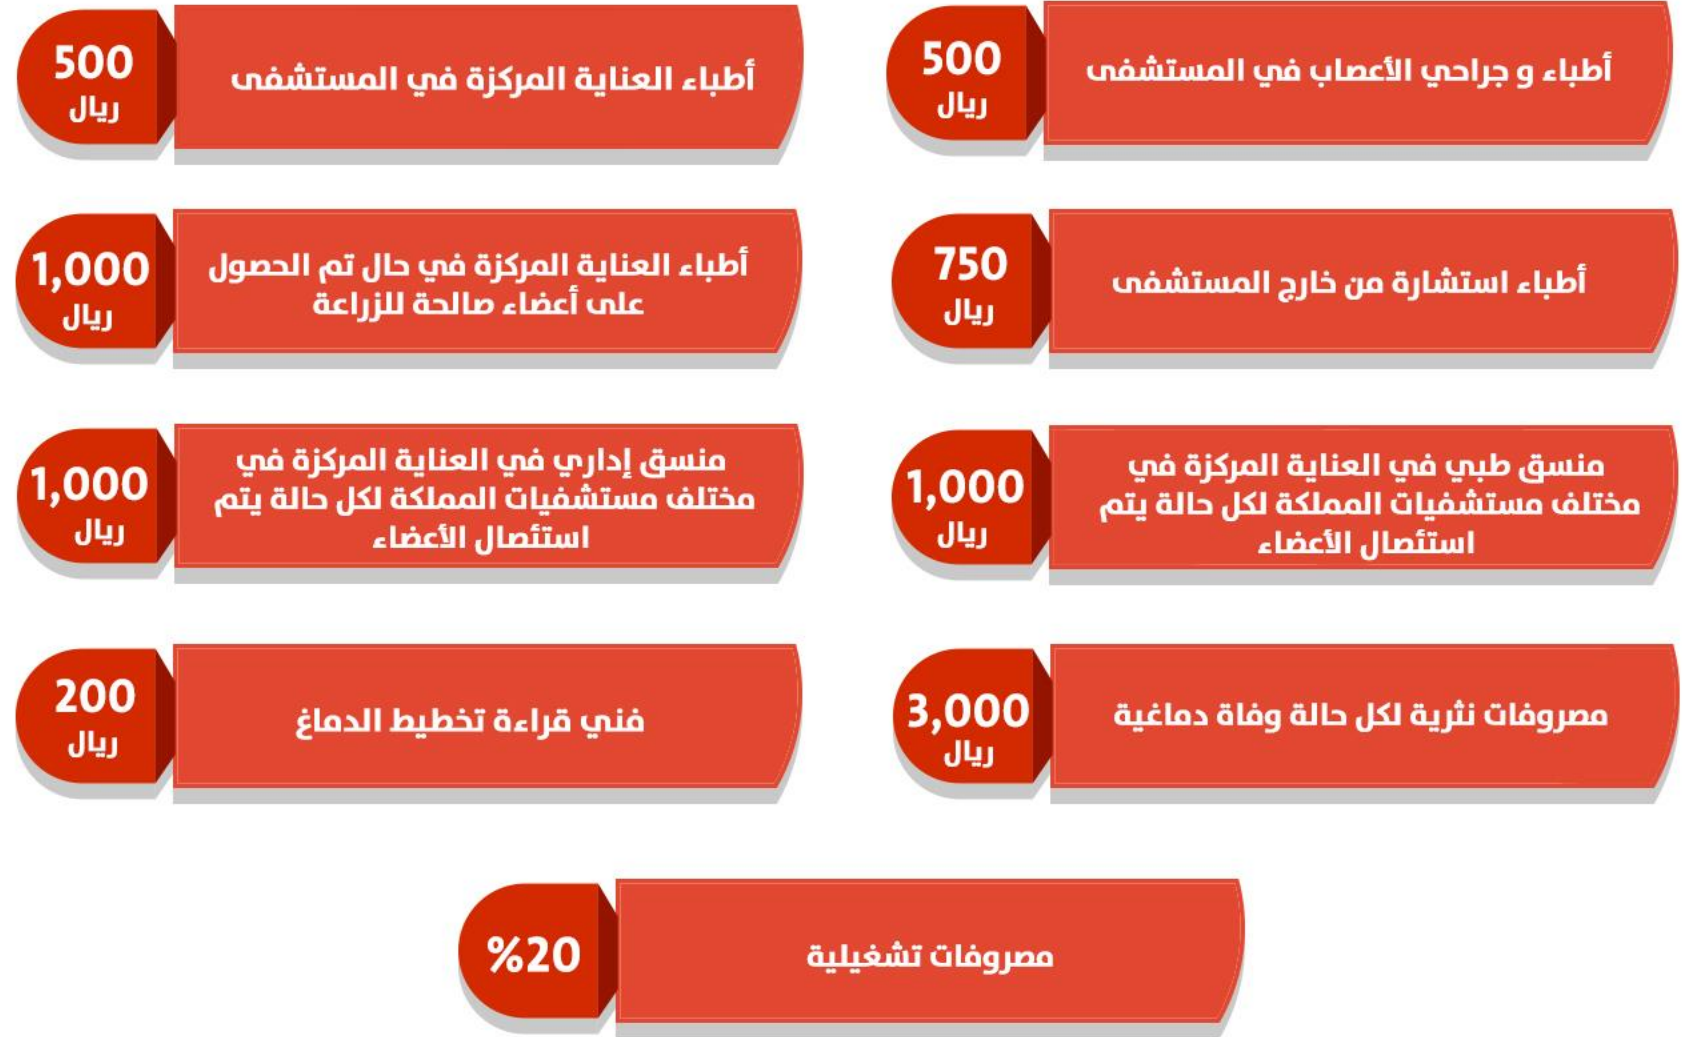 أطباء و جراحي الأعصاب في المستشفى
500
ريال
أطباء العناية المركزة في المستشفى
500
ريال
أطباء استشارة من خارج المستشفى
750
ريال
أطباء العناية المركزة في حال تم الحصول
على أعضاء صالحة للزراعة
1,000
ريال
منسق طبي في العناية المركزة في
مختلف مستشفيات المملكة لكل حالة يتم
استئصال الأعضاء
1,000
ريال
منسق إداري في العناية المركزة في
مختلف مستشفيات المملكة لكل حالة يتم
استئصال الأعضاء
1,000
ريال
مصروفات نثرية لكل حالة وفاة دماغية
3,000
ريال
فني قراءة تخطيط الدماغ
200
ريال
مصروفات تشغيلية
%20